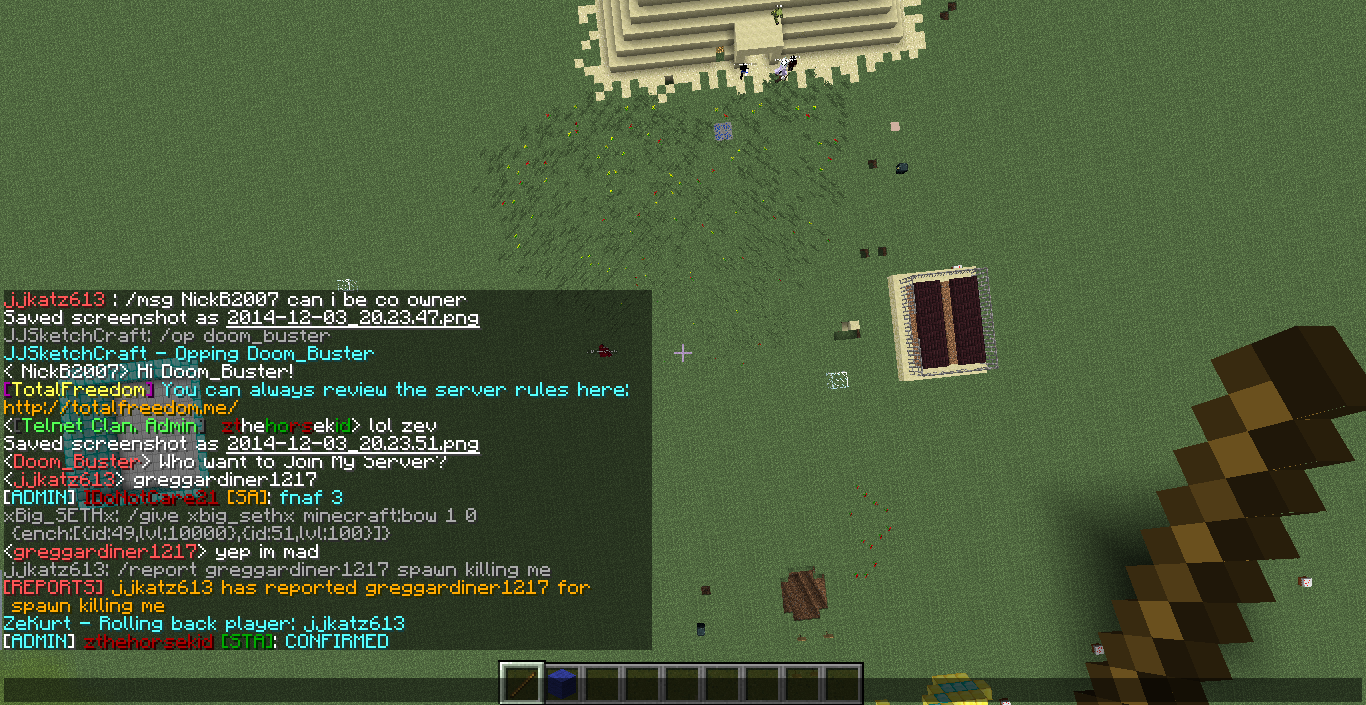 jjkatz613 : /msg NickB2007 can i be co owner
Saved screenshot as 2014-12-03_20.23.47.png
JJSketchCraft: /op doom_buster
JJSketchCraft - Opping Doom_Buster
< NickB2007> Hi Doom_Buster!
[TotalFreedom] You can always review the server rules here:
http://totalfreedom.me/
<[Telnet Clan. Admin] zthehorsekid> lol zev
Saved screenshot as 2014-12-03_20.23.51.png
<Doom_Buster> Who want to Join My Server?
<jjkatz613> greggardiner1217
[ADMIN] IDoNotCare21 [SA]: fnaf 3
xBig_SETHx: /give xbig_sethx minecraft:bow 1 0
{ench:[{id:49,lvl:10000},{id:51,lvl:100}]}
<greggardiner1217> yep im mad
jjkatz613: /report greggardiner1217 spawn killing me
[REPORTS] jjkatz613 has reported greggardiner1217 for
spawn killing me
ZeKurt - Rolling back player: jjkatz613
[ADMIN] zthehorsekid [STA]: CONFIRMED